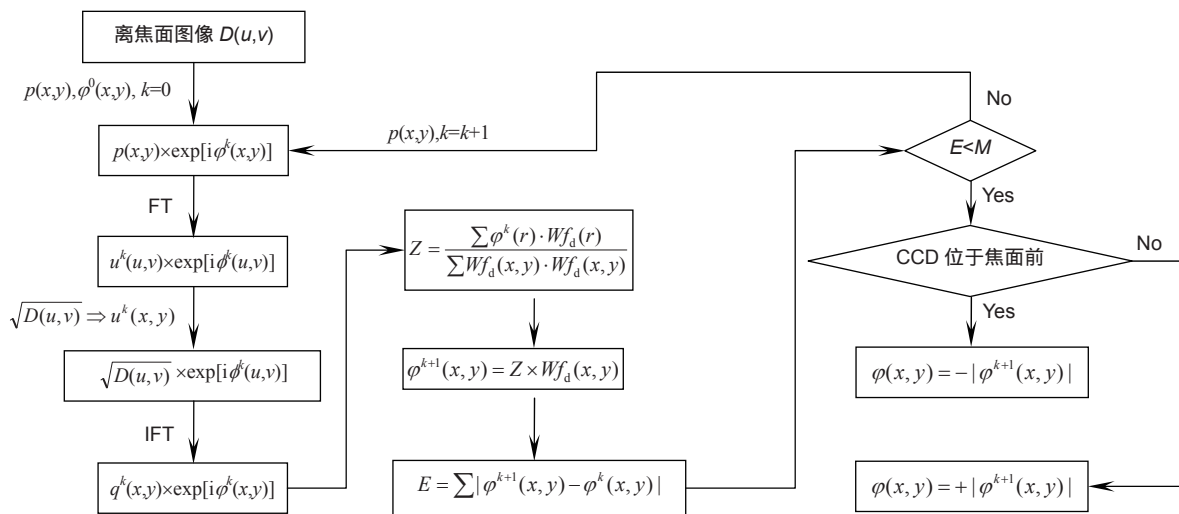 离焦面图像 D(u,v)
p(x,y),φ⁰(x,y), k=0
p(x,y)×exp[iφᵏ(x,y)]
FT
uᵏ(u,v)×exp[iϕᵏ(u,v)]
√D(u,v) ⇒ uᵏ(x, y)
√D(u,v) ×exp[iϕᵏ(u,v)]
IFT
qᵏ(x,y)×exp[iφᵏ(x,y)]
Z = ∑φᵏ(r)·Wf_d(r) / ∑Wf_d(x, y)·Wf_d(x, y)
φᵏ⁺¹(x, y) = Z × Wf_d(x, y)
E = ∑| φᵏ⁺¹(x, y) − φᵏ(x, y) |
p(x,y),k=k+1
No
E<M
Yes
CCD 位于焦面前
No
Yes
φ(x, y) = − | φᵏ⁺¹(x, y) |
φ(x, y) = + | φᵏ⁺¹(x, y) |